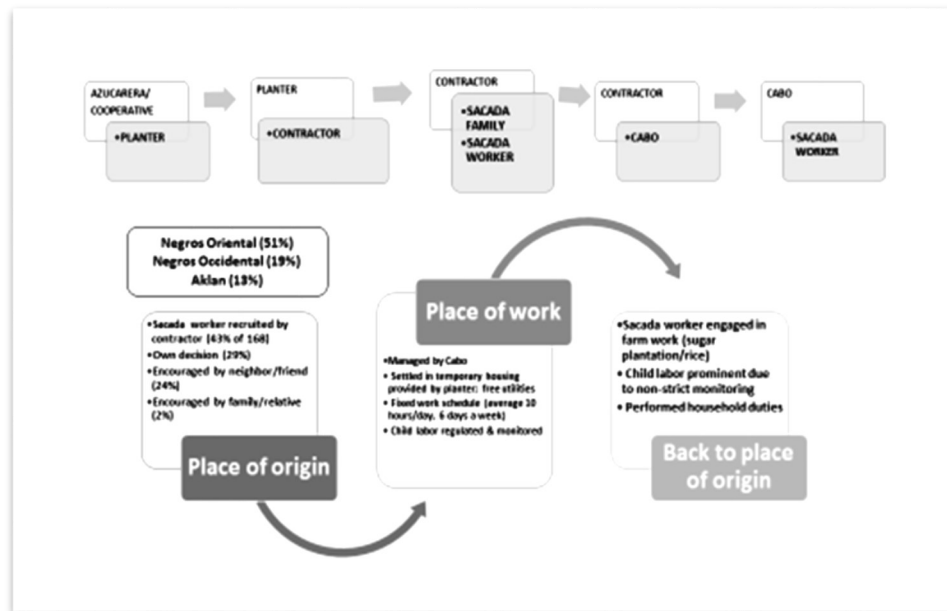 AZUCARERA/
COOPERATIVE
•PLANTER
PLANTER
•CONTRACTOR
CONTRACTOR
•SACADA
FAMILY
•SACADA
WORKER
CONTRACTOR
•CABO
CABO
•SACADA
WORKER
Negros Oriental (51%)
Negros Occidental (19%)
Aklan (13%)
•Sacada worker recruited by
contractor (43% of 168)
•Own decision (29%)
•Encouraged by neighbor/friend
(24%)
•Encouraged by family/relative
(2%)
Place of origin
Place of work
•Managed by Cabo
•Settled in temporary housing
provided by planter; free utilities
•Fixed work schedule (average 10
hours/day, 6 days a week)
•Child labor regulated & monitored
•Sacada worker engaged in
farm work (sugar
plantation/rice)
•Child labor prominent due
to non-strict monitoring
•Performed household duties
Back to place
of origin